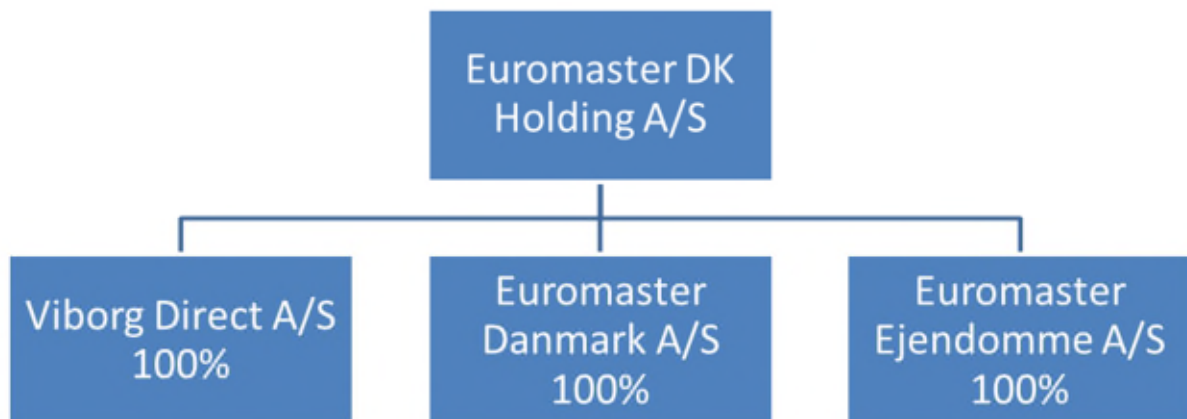 Euromaster DK
Holding A/S
Viborg Direct A/S
100%
Euromaster
Danmark A/S
100%
Euromaster
Ejendomme A/S
100%